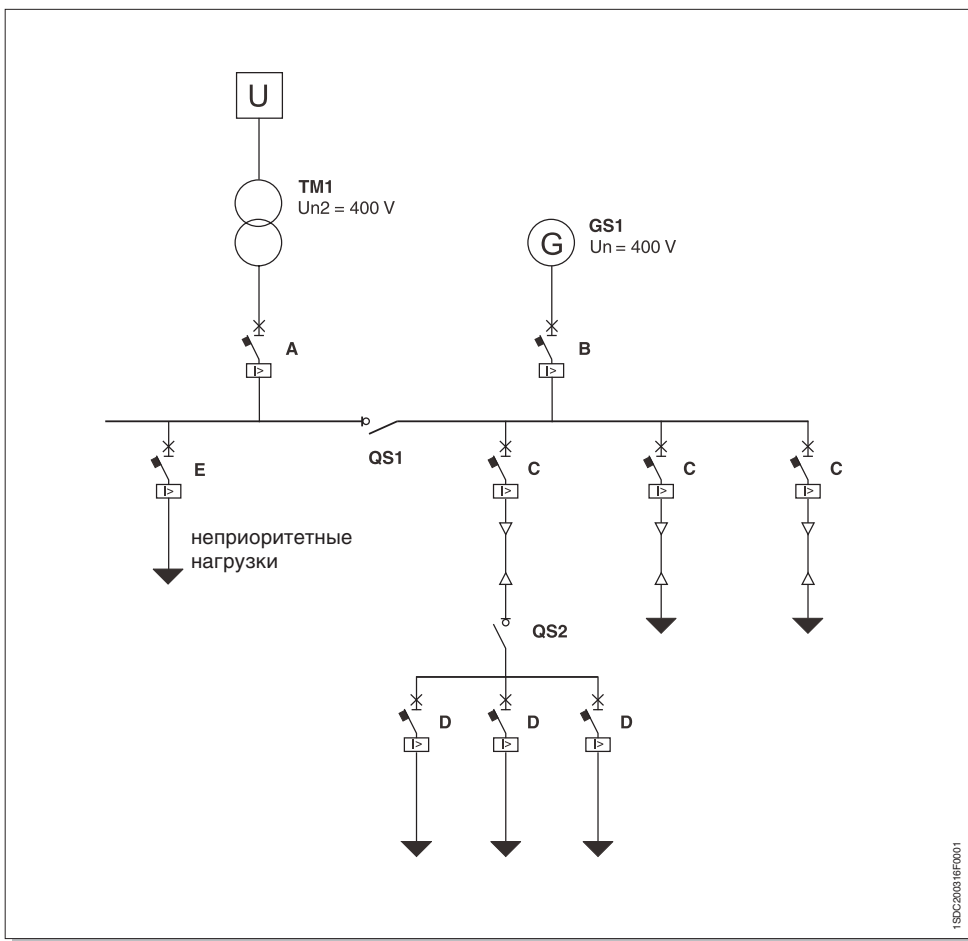 U
TM1
Un2 = 400 V
GS1
Un = 400 V
G
A
B
I>
I>
QS1
E
C
C
C
I>
I>
I>
I>
неприоритетные
нагрузки
QS2
D
D
D
I>
I>
I>
1SDC200316F0001